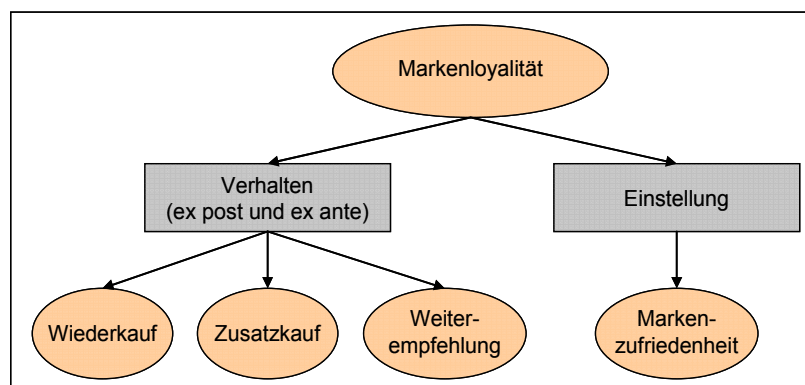 Markenloyalität
Verhalten
(ex post und ex ante)
Einstellung
Wiederkauf
Zusatzkauf
Weiter-
empfehlung
Marken-
zufriedenheit